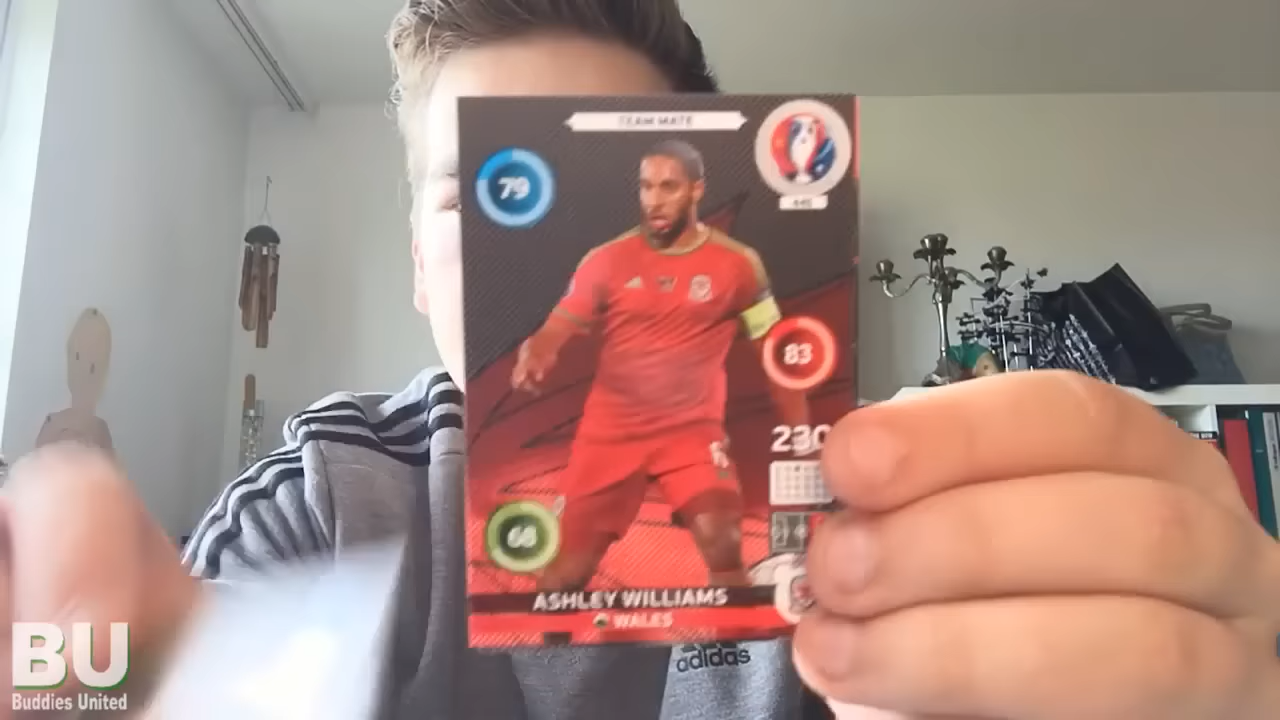 TEAM MATE
79
83
230
68
ASHLEY WILLIAMS
WALES
adidas
BU
Buddies United